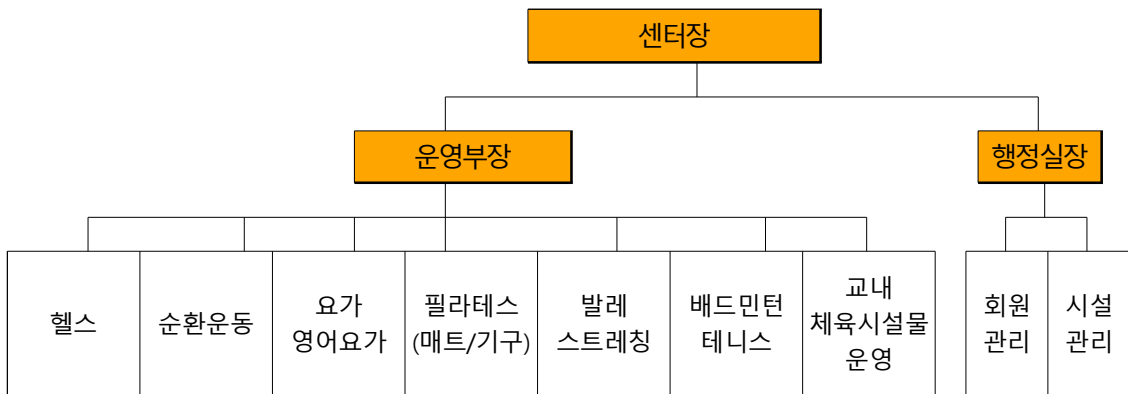 센터장
운영부장
행정실장
헬스
순환운동
요가
영어요가
필라테스
(매트/기구)
발레
스트레칭
배드민턴
테니스
교내
체육시설물
운영
회원
관리
시설
관리